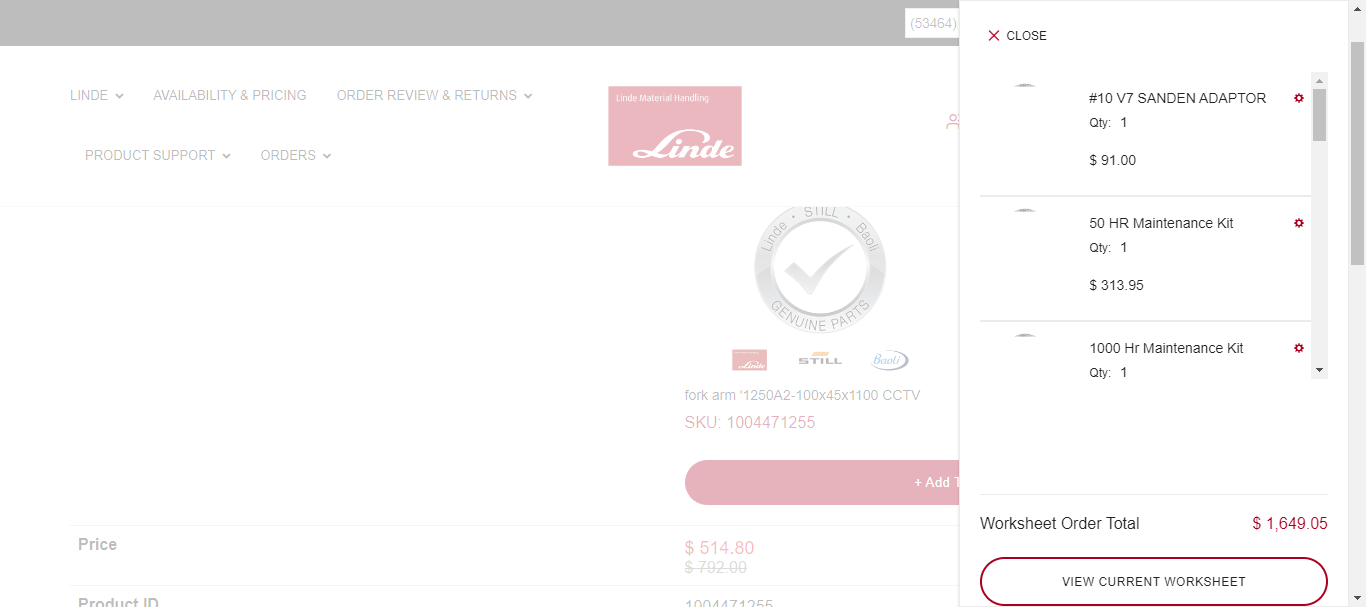 (53464)
LINDE
AVAILABILITY & PRICING
ORDER REVIEW & RETURNS
PRODUCT SUPPORT
ORDERS
Linde Material Handling
Linde
Linde • STILL • Baoli
GENUINE PARTS
Linde
STILL
Baoli
fork arm '1250A2-100x45x1100 CCTV
SKU: 1004471255
+ Add T
Price
$ 514.80
$ 792.00
Product ID
1004471255
CLOSE
#10 V7 SANDEN ADAPTOR
Qty: 1
$ 91.00
50 HR Maintenance Kit
Qty: 1
$ 313.95
1000 Hr Maintenance Kit
Qty: 1
Worksheet Order Total
$ 1,649.05
VIEW CURRENT WORKSHEET